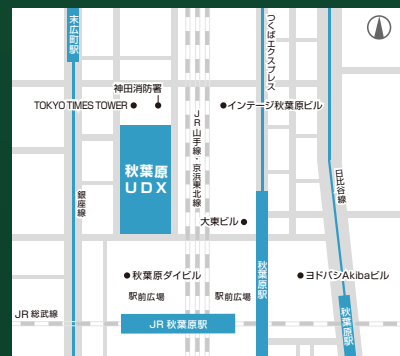 末広町駅
つくばエクスプレス
神田消防署
TOKYO TIMES TOWER
インテージ秋葉原ビル
JR山手線・京浜東北線
秋葉原
UDX
日比谷線
銀座線
大東ビル
秋葉原駅
秋葉原ダイビル
ヨドバシAkibaビル
駅前広場
駅前広場
秋葉原駅
JR 総武線
JR 秋葉原駅